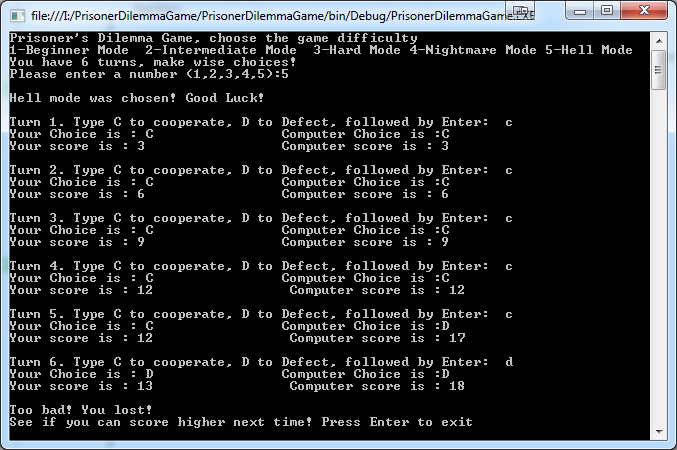 file:///I:/PrisonerDilemmaGame/PrisonerDilemmaGame/bin/Debug/PrisonerDilemmaGame.EXE
Prisoner's Dilemma Game, choose the game difficulty
1-Beginner Mode  2-Intermediate Mode  3-Hard Mode 4-Nightmare Mode 5-Hell Mode
You have 6 turns, make wise choices!
Please enter a number (1,2,3,4,5):5
Hell mode was chosen! Good Luck!
Turn 1. Type C to cooperate, D to Defect, followed by Enter:  c
Your Choice is : C                Computer Choice is :C
Your score is : 3                 Computer score is : 3
Turn 2. Type C to cooperate, D to Defect, followed by Enter:  c
Your Choice is : C                Computer Choice is :C
Your score is : 6                 Computer score is : 6
Turn 3. Type C to cooperate, D to Defect, followed by Enter:  c
Your Choice is : C                Computer Choice is :C
Your score is : 9                 Computer score is : 9
Turn 4. Type C to cooperate, D to Defect, followed by Enter:  c
Your Choice is : C                Computer Choice is :C
Your score is : 12                 Computer score is : 12
Turn 5. Type C to cooperate, D to Defect, followed by Enter:  c
Your Choice is : C                Computer Choice is :D
Your score is : 12                 Computer score is : 17
Turn 6. Type C to cooperate, D to Defect, followed by Enter:  d
Your Choice is : D                Computer Choice is :D
Your score is : 13                 Computer score is : 18
Too bad! You lost!
See if you can score higher next time! Press Enter to exit